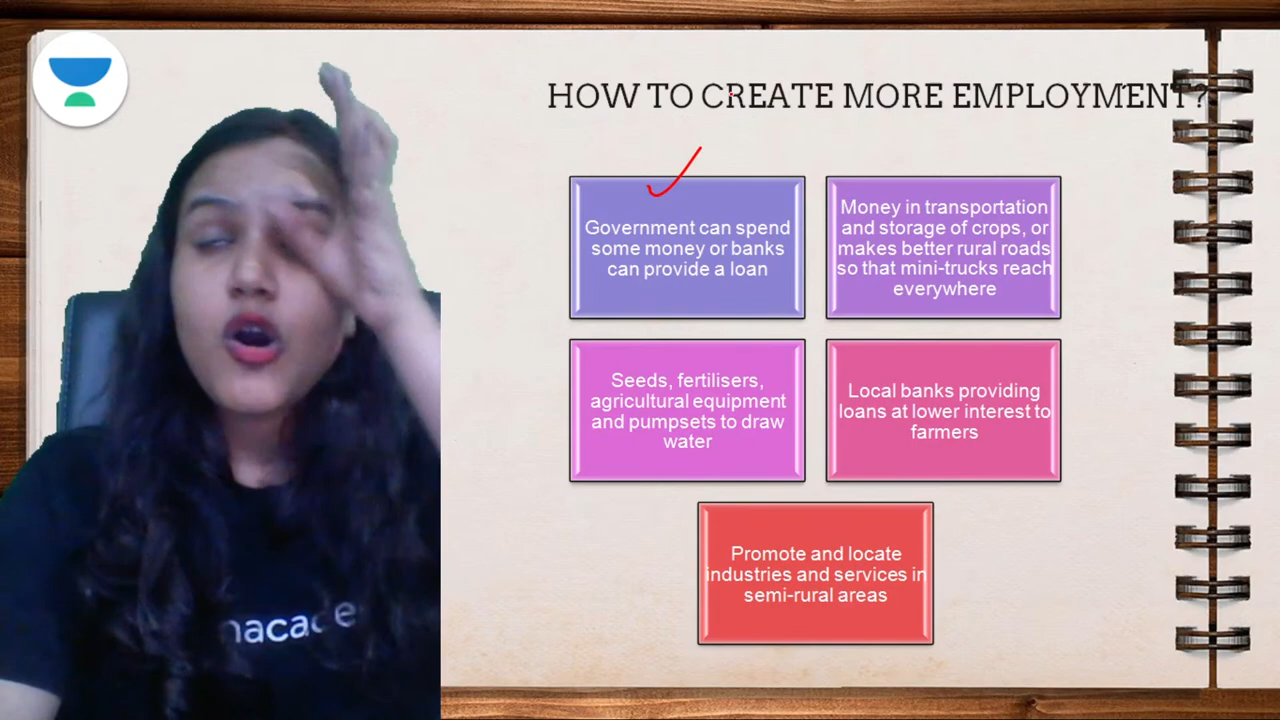 HOW TO CREATE MORE EMPLOYMENT?
Government can spend
some money or banks
can provide a loan
Money in transportation
and storage of crops, or
makes better rural roads
so that mini-trucks reach
everywhere
Seeds, fertilisers,
agricultural equipment
and pumpsets to draw
water
Local banks providing
loans at lower interest to
farmers
Promote and locate
industries and services in
semi-rural areas